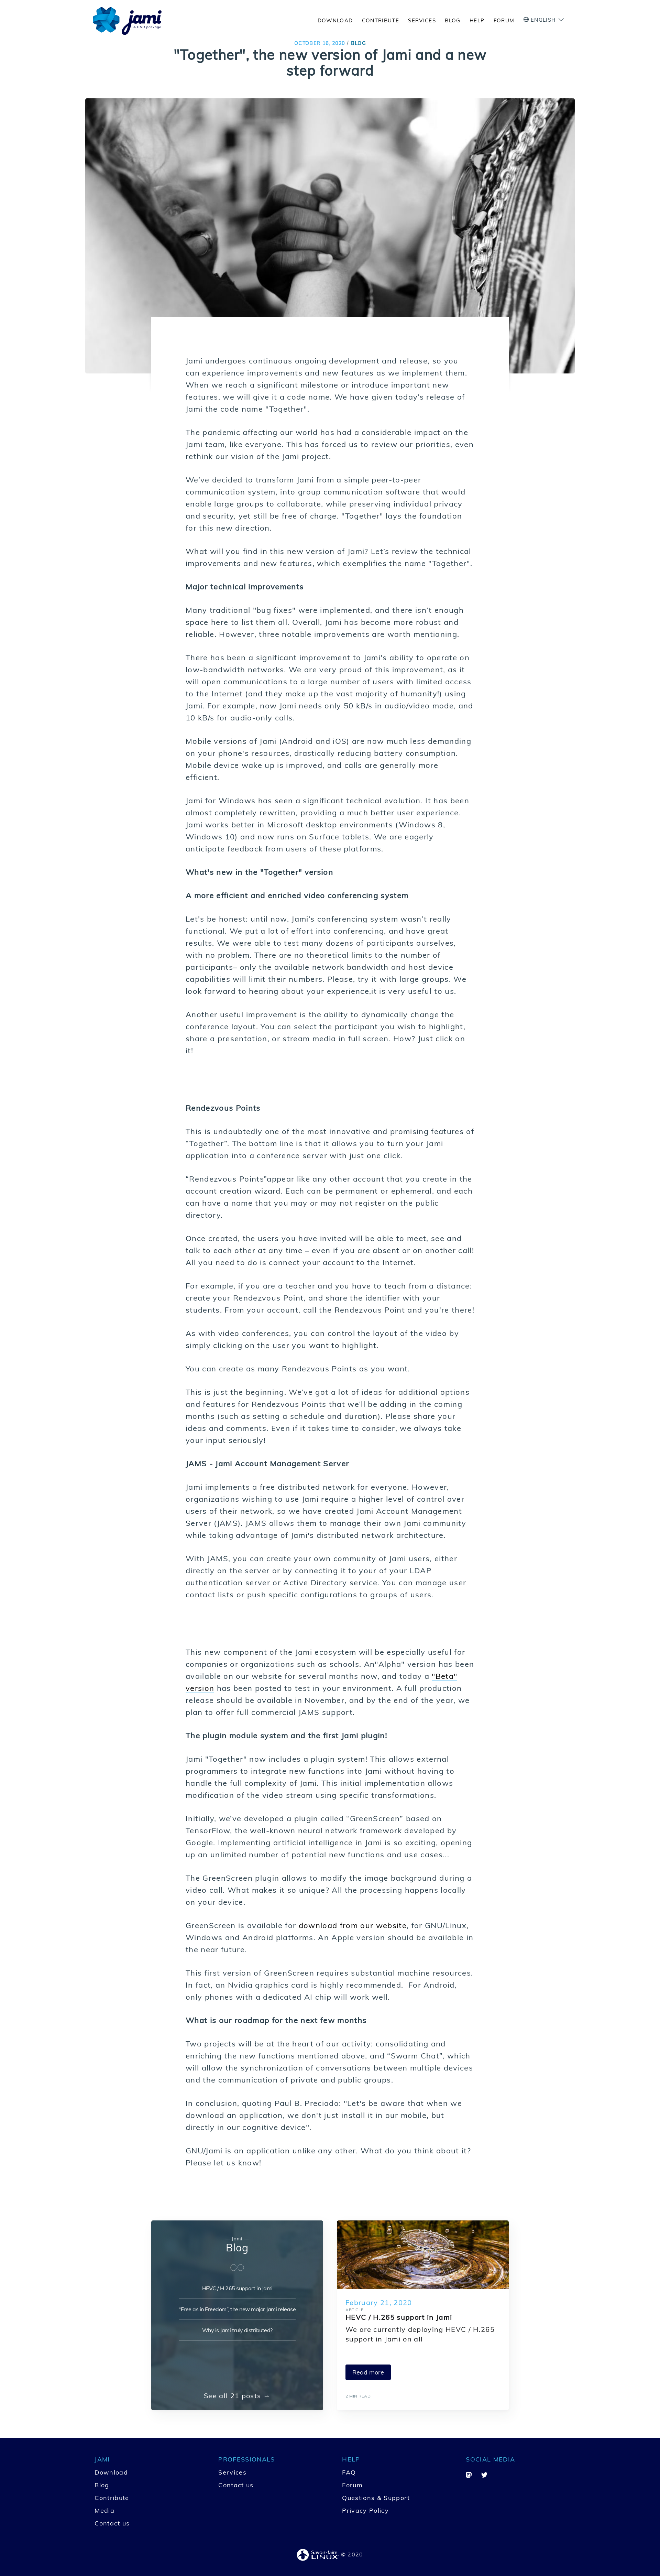 jami
a GNU package
DOWNLOAD CONTRIBUTE SERVICES BLOG HELP FORUM ENGLISH
OCTOBER 16, 2020 / BLOG
"Together", the new version of Jami and a new
step forward
Jami undergoes continuous ongoing development and release, so you
can experience improvements and new features as we implement them.
When we reach a significant milestone or introduce important new
features, we will give it a code name. We have given today’s release of
Jami the code name "Together".
The pandemic affecting our world has had a considerable impact on the
Jami team, like everyone. This has forced us to review our priorities, even
rethink our vision of the Jami project.
We’ve decided to transform Jami from a simple peer-to-peer
communication system, into group communication software that would
enable large groups to collaborate, while preserving individual privacy
and security, yet still be free of charge. "Together" lays the foundation
for this new direction.
What will you find in this new version of Jami? Let’s review the technical
improvements and new features, which exemplifies the name "Together".
Major technical improvements
Many traditional "bug fixes" were implemented, and there isn’t enough
space here to list them all. Overall, Jami has become more robust and
reliable. However, three notable improvements are worth mentioning.
There has been a significant improvement to Jami's ability to operate on
low-bandwidth networks. We are very proud of this improvement, as it
will open communications to a large number of users with limited access
to the Internet (and they make up the vast majority of humanity!) using
Jami. For example, now Jami needs only 50 kB/s in audio/video mode, and
10 kB/s for audio-only calls.
Mobile versions of Jami (Android and iOS) are now much less demanding
on your phone's resources, drastically reducing battery consumption.
Mobile device wake up is improved, and calls are generally more
efficient.
Jami for Windows has seen a significant technical evolution. It has been
almost completely rewritten, providing a much better user experience.
Jami works better in Microsoft desktop environments (Windows 8,
Windows 10) and now runs on Surface tablets. We are eagerly
anticipate feedback from users of these platforms.
What's new in the "Together" version
A more efficient and enriched video conferencing system
Let's be honest: until now, Jami’s conferencing system wasn’t really
functional. We put a lot of effort into conferencing, and have great
results. We were able to test many dozens of participants ourselves,
with no problem. There are no theoretical limits to the number of
participants– only the available network bandwidth and host device
capabilities will limit their numbers. Please, try it with large groups. We
look forward to hearing about your experience,it is very useful to us.
Another useful improvement is the ability to dynamically change the
conference layout. You can select the participant you wish to highlight,
share a presentation, or stream media in full screen. How? Just click on
it!
Rendezvous Points
This is undoubtedly one of the most innovative and promising features of
“Together”. The bottom line is that it allows you to turn your Jami
application into a conference server with just one click.
“Rendezvous Points”appear like any other account that you create in the
account creation wizard. Each can be permanent or ephemeral, and each
can have a name that you may or may not register on the public
directory.
Once created, the users you have invited will be able to meet, see and
talk to each other at any time – even if you are absent or on another call!
All you need to do is connect your account to the Internet.
For example, if you are a teacher and you have to teach from a distance:
create your Rendezvous Point, and share the identifier with your
students. From your account, call the Rendezvous Point and you're there!
As with video conferences, you can control the layout of the video by
simply clicking on the user you want to highlight.
You can create as many Rendezvous Points as you want.
This is just the beginning. We’ve got a lot of ideas for additional options
and features for Rendezvous Points that we’ll be adding in the coming
months (such as setting a schedule and duration). Please share your
ideas and comments. Even if it takes time to consider, we always take
your input seriously!
JAMS - Jami Account Management Server
Jami implements a free distributed network for everyone. However,
organizations wishing to use Jami require a higher level of control over
users of their network, so we have created Jami Account Management
Server (JAMS). JAMS allows them to manage their own Jami community
while taking advantage of Jami's distributed network architecture.
With JAMS, you can create your own community of Jami users, either
directly on the server or by connecting it to your of your LDAP
authentication server or Active Directory service. You can manage user
contact lists or push specific configurations to groups of users.
This new component of the Jami ecosystem will be especially useful for
companies or organizations such as schools. An"Alpha" version has been
available on our website for several months now, and today a "Beta"
version has been posted to test in your environment. A full production
release should be available in November, and by the end of the year, we
plan to offer full commercial JAMS support.
The plugin module system and the first Jami plugin!
Jami "Together" now includes a plugin system! This allows external
programmers to integrate new functions into Jami without having to
handle the full complexity of Jami. This initial implementation allows
modification of the video stream using specific transformations.
Initially, we’ve developed a plugin called “GreenScreen” based on
TensorFlow, the well-known neural network framework developed by
Google. Implementing artificial intelligence in Jami is so exciting, opening
up an unlimited number of potential new functions and use cases...
The GreenScreen plugin allows to modify the image background during a
video call. What makes it so unique? All the processing happens locally
on your device.
GreenScreen is available for download from our website, for GNU/Linux,
Windows and Android platforms. An Apple version should be available in
the near future.
This first version of GreenScreen requires substantial machine resources.
In fact, an Nvidia graphics card is highly recommended. For Android,
only phones with a dedicated AI chip will work well.
What is our roadmap for the next few months
Two projects will be at the heart of our activity: consolidating and
enriching the new functions mentioned above, and “Swarm Chat”, which
will allow the synchronization of conversations between multiple devices
and the communication of private and public groups.
In conclusion, quoting Paul B. Preciado: "Let's be aware that when we
download an application, we don't just install it in our mobile, but
directly in our cognitive device".
GNU/Jami is an application unlike any other. What do you think about it?
Please let us know!
— Jami —
Blog
HEVC / H.265 support in Jami
“Free as in Freedom”, the new major Jami release
Why is Jami truly distributed?
See all 21 posts →
February 21, 2020
ARTICLE
HEVC / H.265 support in Jami
We are currently deploying HEVC / H.265
support in Jami on all
Read more
2 MIN READ
JAMI
Download
Blog
Contribute
Media
Contact us
PROFESSIONALS
Services
Contact us
HELP
FAQ
Forum
Questions & Support
Privacy Policy
SOCIAL MEDIA
Savoir-faire LINUX © 2020